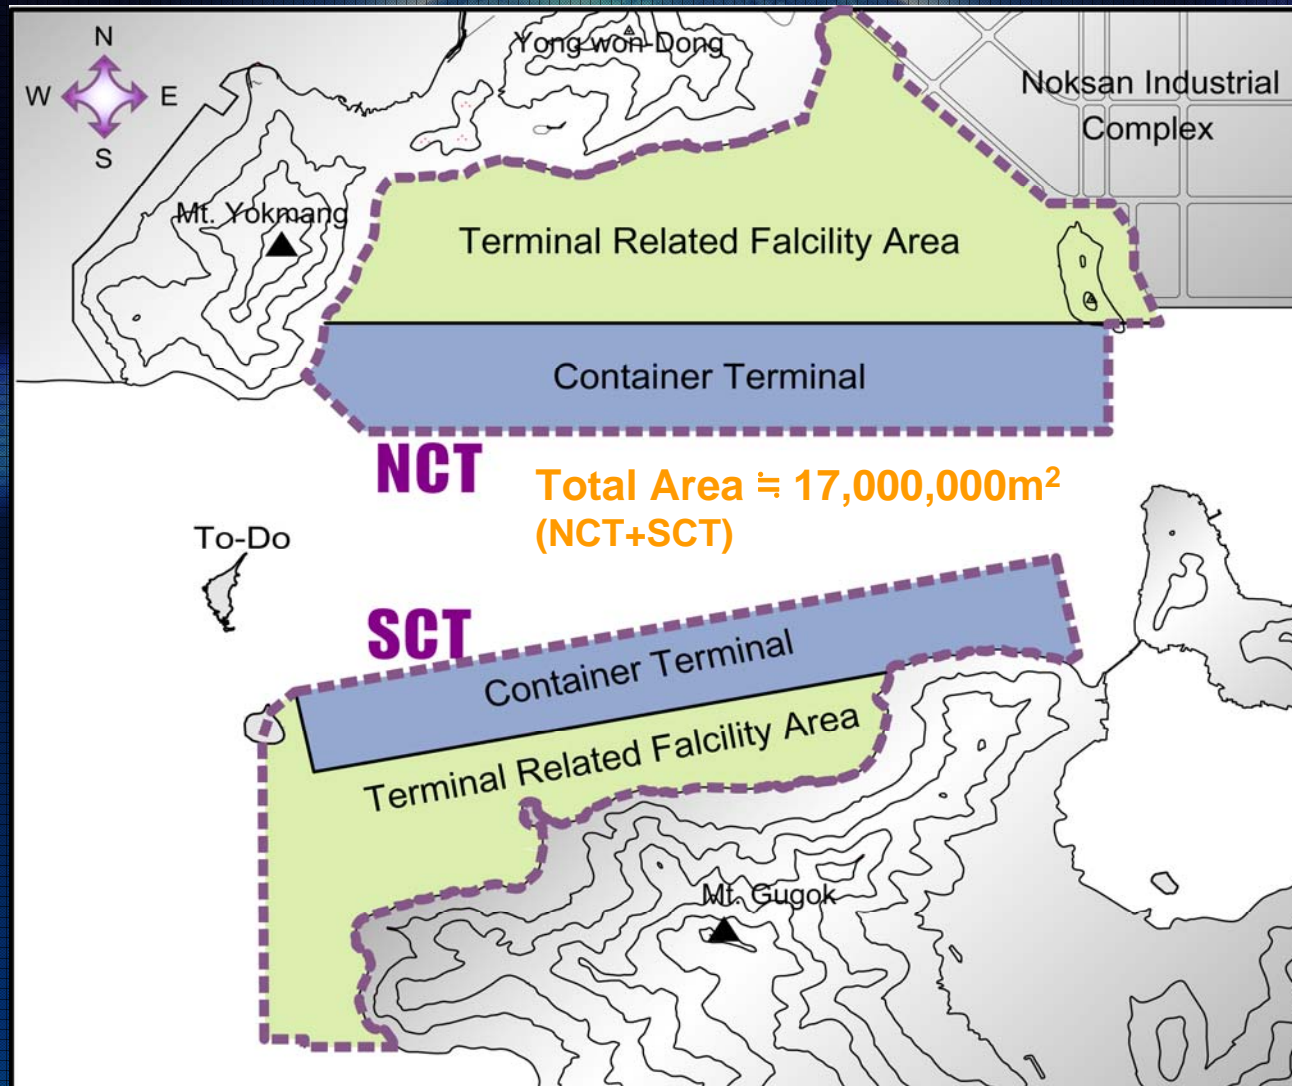 N
W E
S
Yong won-Dong
Noksan Industrial
Complex
Mt. Yokmang
Terminal Related Falcility Area
Container Terminal
NCT
Total Area ≒ 17,000,000m²
(NCT+SCT)
To-Do
SCT
Container Terminal
Terminal Related Falcility Area
Mt. Gugok